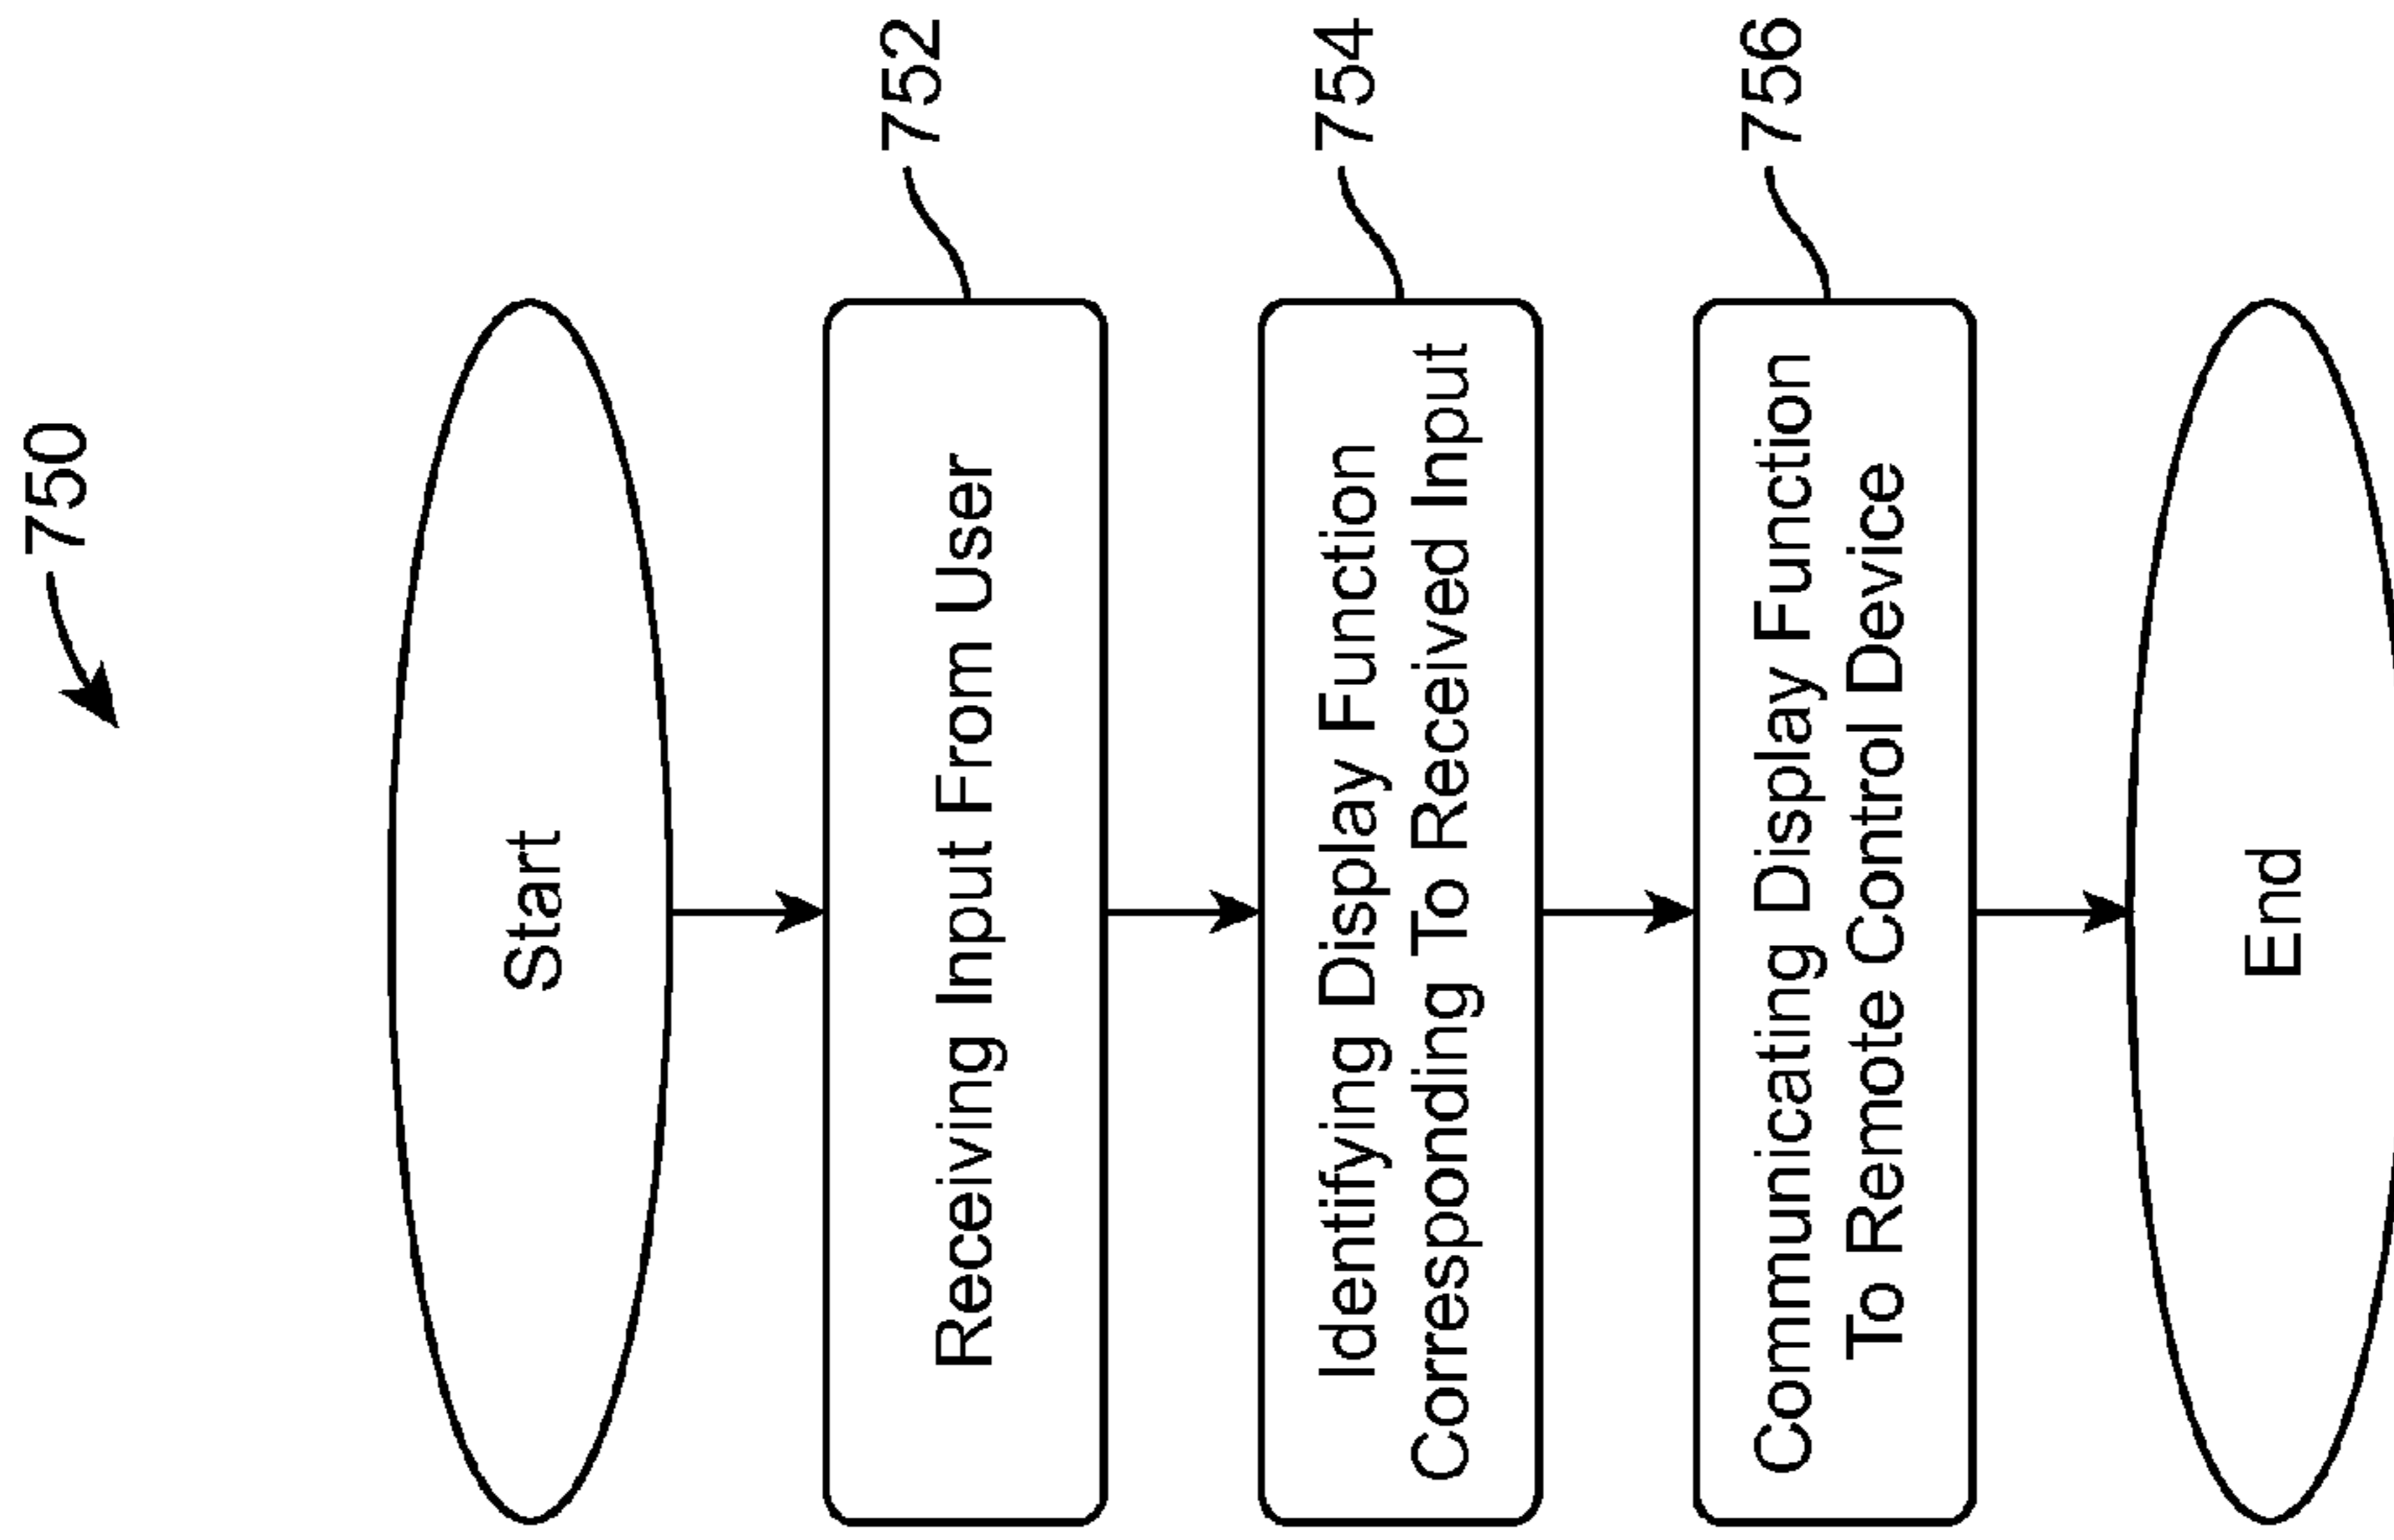 750
Start
Receiving Input From User
752
Identifying Display Function
Corresponding To Received Input
754
Communicating Display Function
To Remote Control Device
756
End